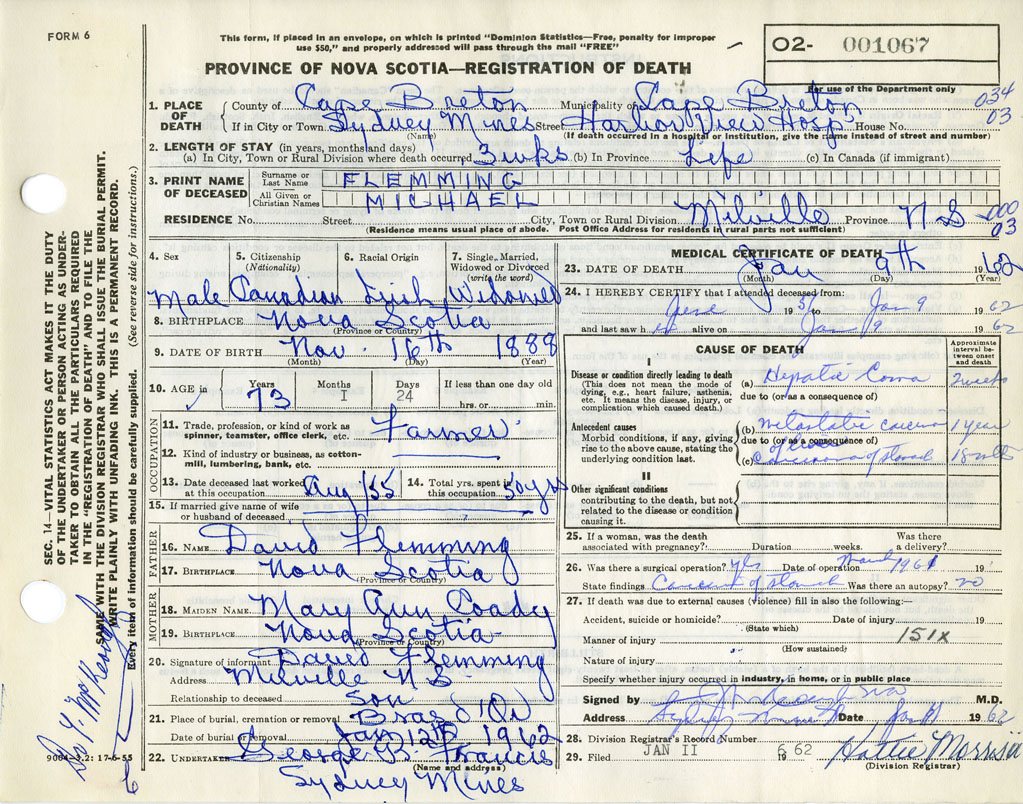 FORM 6
This form, if placed in an envelope, on which is printed "Dominion Statistics—Free, penalty for improper
use $50," and properly addressed will pass through the mail "FREE"
O2- 001067
For use of the Department only
PROVINCE OF NOVA SCOTIA—REGISTRATION OF DEATH
034
03
1. PLACE OF DEATH
County of Cape Breton Municipality of Cape Breton
If in City or Town Sydney Mines Street Harbor View Hosp House No.
(Name) (If death occurred in a hospital or institution, give the name instead of street and number)
2. LENGTH OF STAY (in years, months and days)
(a) In City, Town or Rural Division where death occurred 3 wks (b) In Province Life (c) In Canada (if immigrant)
3. PRINT NAME OF DECEASED
Surname or Last Name FLEMMING
All Given or Christian Names MICHAEL
RESIDENCE No. Street City, Town or Rural Division Milville Province N S
000
03
(Residence means usual place of abode. Post Office Address for residents in rural parts not sufficient)
4. Sex
5. Citizenship (Nationality)
6. Racial Origin
7. Single, Married, Widowed or Divorced (write the word)
Male Canadian Irish Widowed
8. BIRTHPLACE Nova Scotia
(Province or Country)
9. DATE OF BIRTH Nov. 16th 1888
(Month) (Day) (Year)
10. AGE in
Years Months Days If less than one day old
73 I 24 hrs. or min.
OCCUPATION
11. Trade, profession, or kind of work as
spinner, teamster, office clerk, etc. Farmer
12. Kind of industry or business, as cotton-
mill, lumbering, bank, etc.
13. Date deceased last worked at this occupation Aug/55
14. Total yrs. spent in this occupation 50 yrs
15. If married give name of wife
or husband of deceased
FATHER
16. NAME David Flemming
17. BIRTHPLACE Nova Scotia
(Province or Country)
MOTHER
18. MAIDEN NAME Mary Ann Coady
19. BIRTHPLACE Nova Scotia
(Province or Country)
20. Signature of informant David Flemming
Address Milville N S
Relationship to deceased Son
21. Place of burial, cremation or removal Bras d'Or
Date of burial or removal Jan 12th 1962
22. UNDERTAKER George B. Francis
(Name and address)
Sydney Mines
MEDICAL CERTIFICATE OF DEATH
23. DATE OF DEATH Jan 9th 1962
(Month) (Day) (Year)
24. I HEREBY CERTIFY that I attended deceased from:
June 19 to Jan 9 1962
and last saw h alive on Jan 9 1962
CAUSE OF DEATH
Approximate interval between onset and death
I
Disease or condition directly leading to death
(This does not mean the mode of
dying, e.g., heart failure, asthenia,
etc. It means the disease, injury, or
complication which caused death.)
(a) Hepatic Coma 2 weeks
due to (or as a consequence of)
Antecedent causes
Morbid conditions, if any, giving
rise to the above cause, stating the
underlying condition last.
(b) metastatic carcinoma 1 year
due to (or as a consequence of)
of liver
(c) Carcinoma of stomach 18 mths
II
Other significant conditions
contributing to the death, but not
related to the disease or condition
causing it.
25. If a woman, was the death associated with pregnancy? Duration weeks. Was there a delivery?
26. Was there a surgical operation? yes Date of operation 1961 19
State findings Carcinoma of stomach Was there an autopsy? no
27. If death was due to external causes (violence) fill in also the following:—
Accident, suicide or homicide? Date of injury 19
(State which)
Manner of injury 151X
(How sustained)
Nature of injury
Specify whether injury occurred in industry, in home, or in public place
Signed by M.D.
Address Sydney Mines Date Jan 1962
28. Division Registrar's Record Number
29. Filed JAN II 19 6 62 Hattie Morrison
(Division Registrar)
SEC. 14—VITAL STATISTICS ACT MAKES IT THE DUTY
OF THE UNDERTAKER OR PERSON ACTING AS UNDER-
TAKER TO OBTAIN ALL THE PARTICULARS REQUIRED
IN THE "REGISTRATION OF DEATH" AND TO FILE THE
SAME WITH THE DIVISION REGISTRAR WHO SHALL ISSUE THE BURIAL PERMIT.
WRITE PLAINLY WITH UNFADING INK. THIS IS A PERMANENT RECORD.
Every item of information should be carefully supplied. (See reverse side for instructions.)